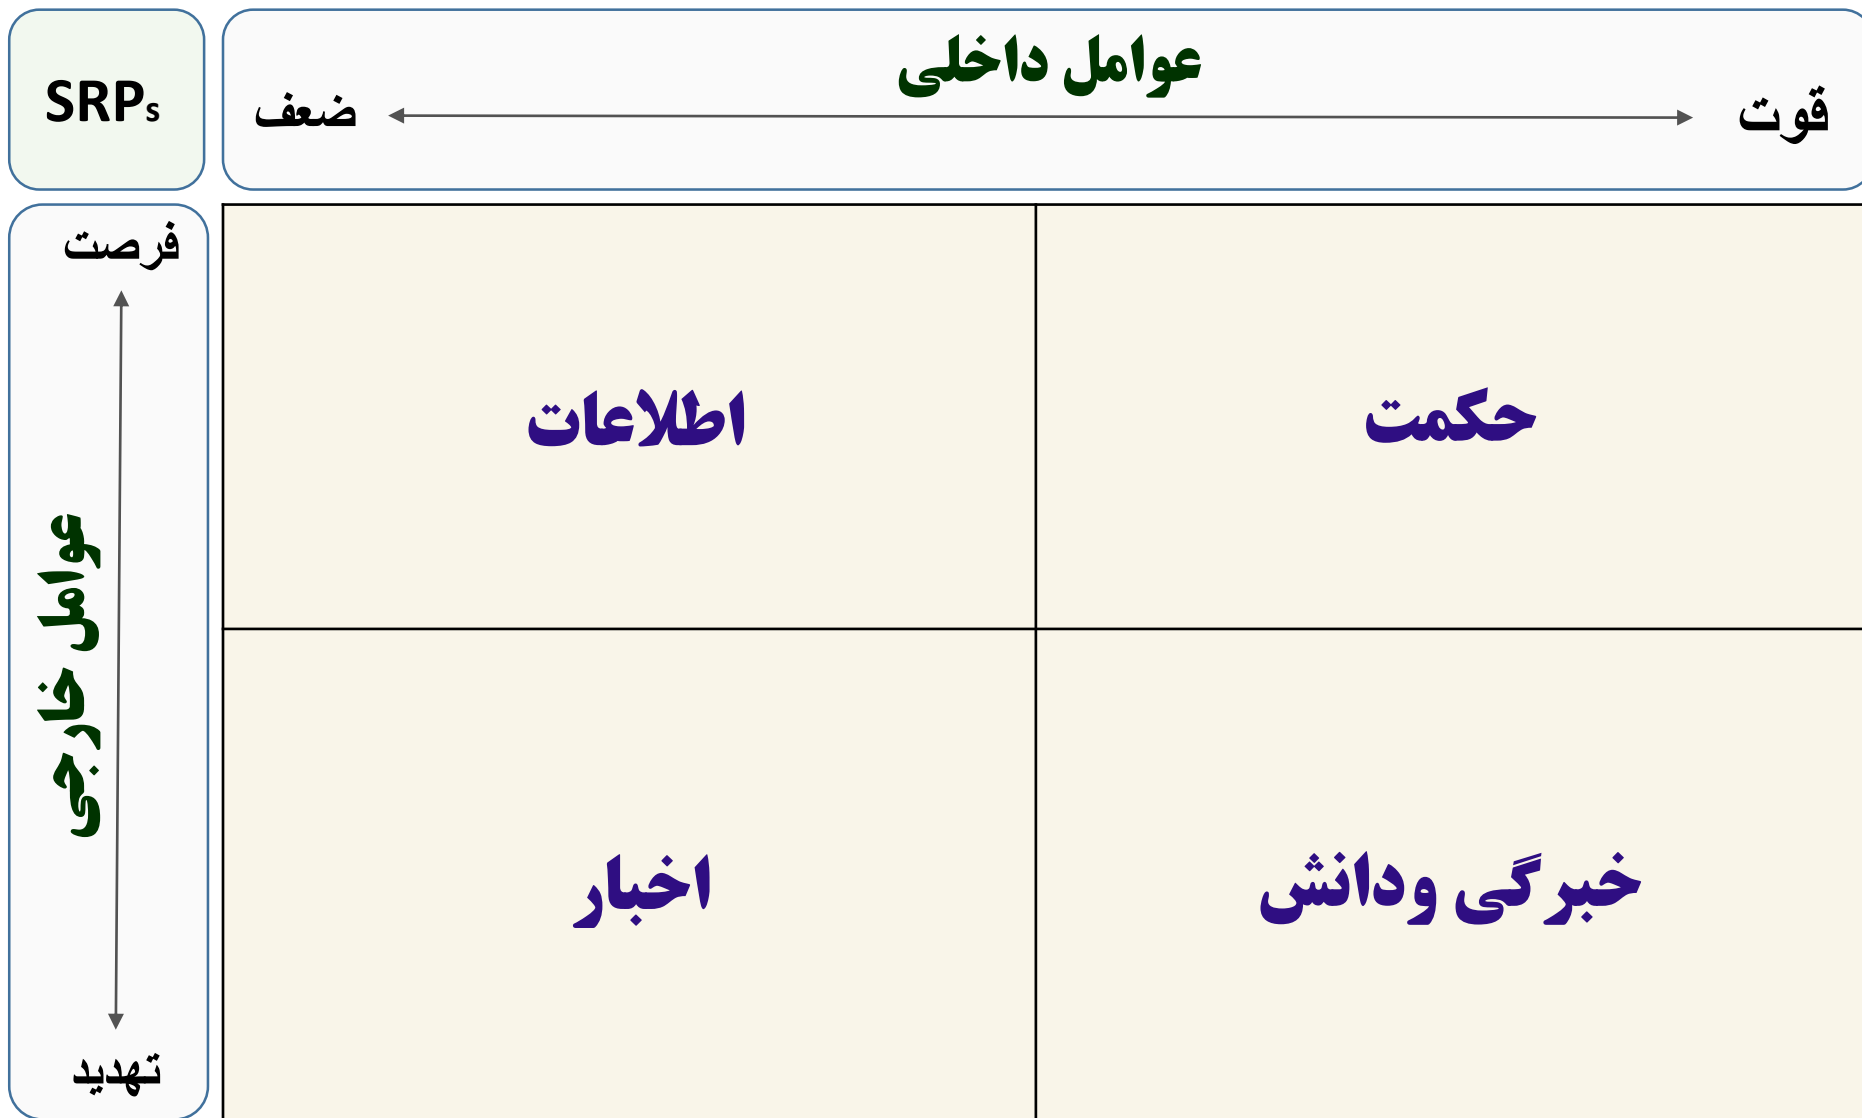 SRPs
عوامل داخلی
قوت
ضعف
فرصت
عوامل خارجی
تهدید
حکمت
اطلاعات
خبرگی ودانش
اخبار